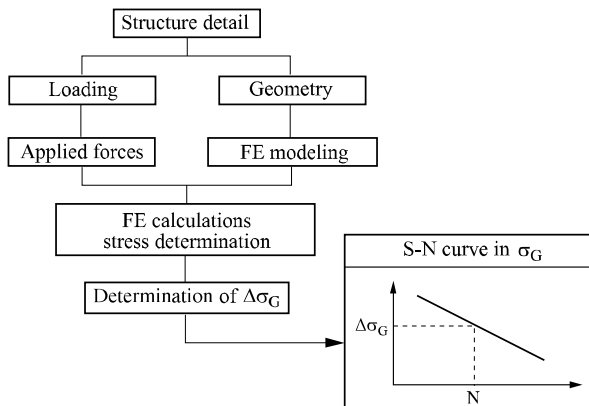 Structure detail
Loading
Geometry
Applied forces
FE modeling
FE calculations
stress determination
Determination of Δσ_G
S-N curve in σ_G
Δσ_G
N